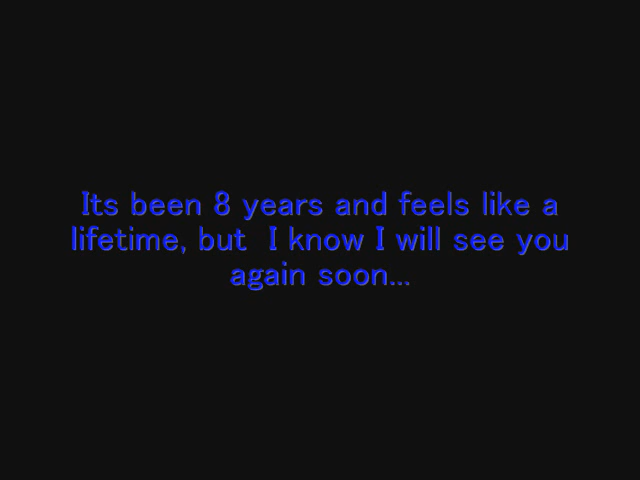 Its been 8 years and feels like a
lifetime, but  I know I will see you
again soon...